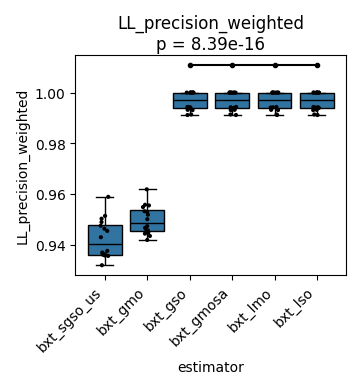 LL_precision_weighted
p = 8.39e-16
LL_precision_weighted
1.00
0.98
0.96
0.94
bxt_sgso_us
bxt_gmo
bxt_gso
bxt_gmosa
bxt_lmo
bxt_lso
estimator